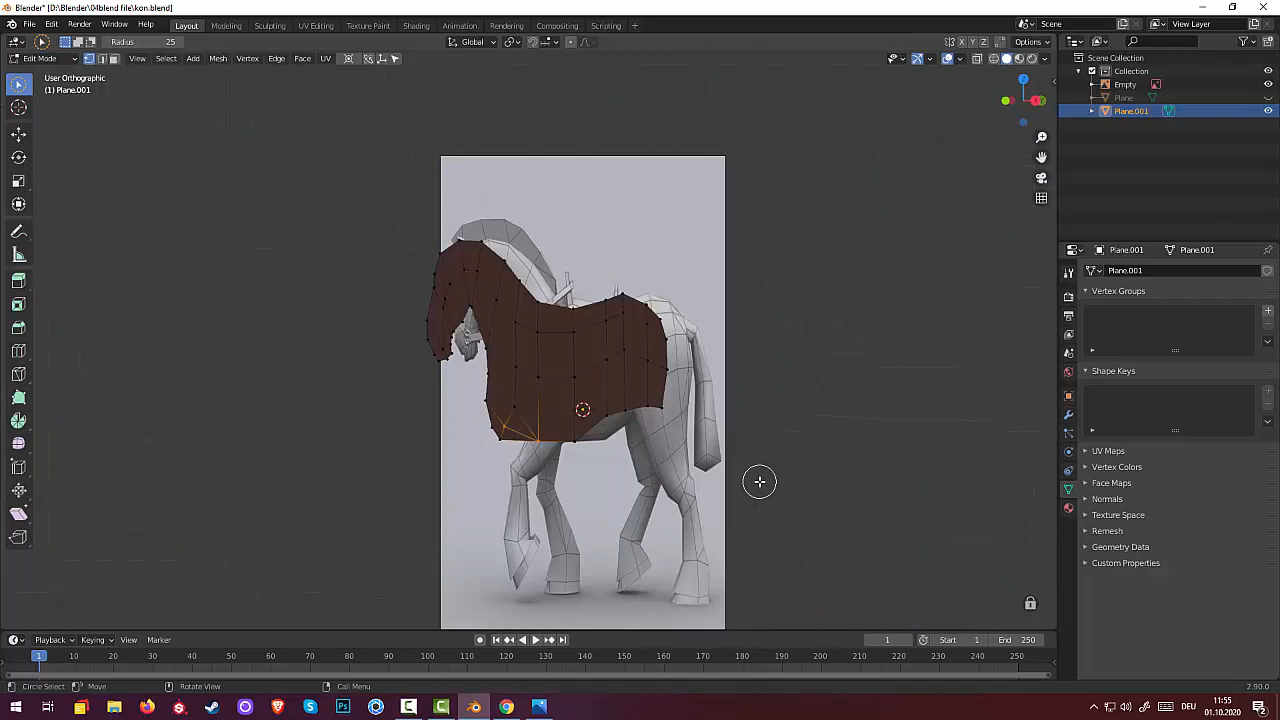 Blender* [D:\Blender\04blend file\kon.blend]
File Edit Render Window Help Layout Modeling Sculpting UV Editing Texture Paint Shading Animation Rendering Compositing Scripting + Scene View Layer
Radius 25 Global X Y Z Options
Edit Mode View Select Add Mesh Vertex Edge Face UV
User Orthographic
(1) Plane.001
Z
Scene Collection
Collection
Empty
Plane
Plane.001
Plane.001 Plane.001
Plane.001
Vertex Groups
Shape Keys
UV Maps
Vertex Colors
Face Maps
Normals
Texture Space
Remesh
Geometry Data
Custom Properties
Playback Keying View Marker 1 Start 1 End 250
1 10 20 30 40 50 60 70 80 90 100 110 120 130 140 150 160 170 180 190 200 210 220 230 240 250
Circle Select Move Rotate View Call Menu 2.90.0
Ps DEU 11:55
01.10.2020 2